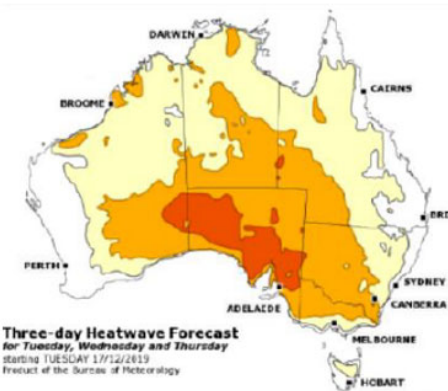 DARWIN
CAIRNS
BROOME
BRI
PERTH
SYDNEY
ADELAIDE
CANBERRA
Three-day Heatwave Forecast
for Tuesday, Wednesday and Thursday
MELBOURNE
starting TUESDAY 17/12/2019
Product of the Bureau of Meteorology
HOBART